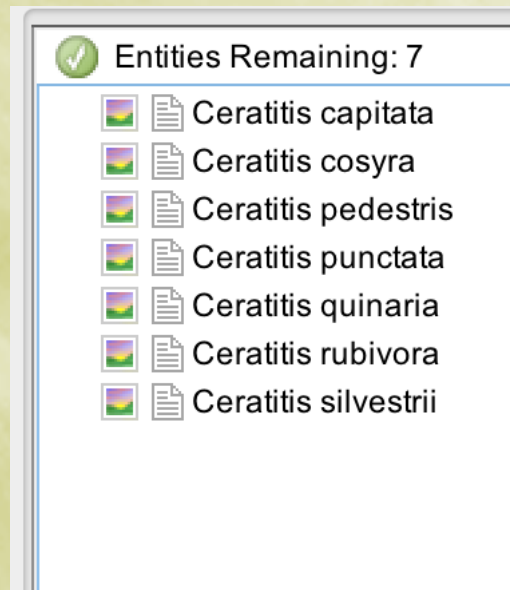 Entities Remaining: 7
Ceratitis capitata
Ceratitis cosyra
Ceratitis pedestris
Ceratitis punctata
Ceratitis quinaria
Ceratitis rubivora
Ceratitis silvestrii